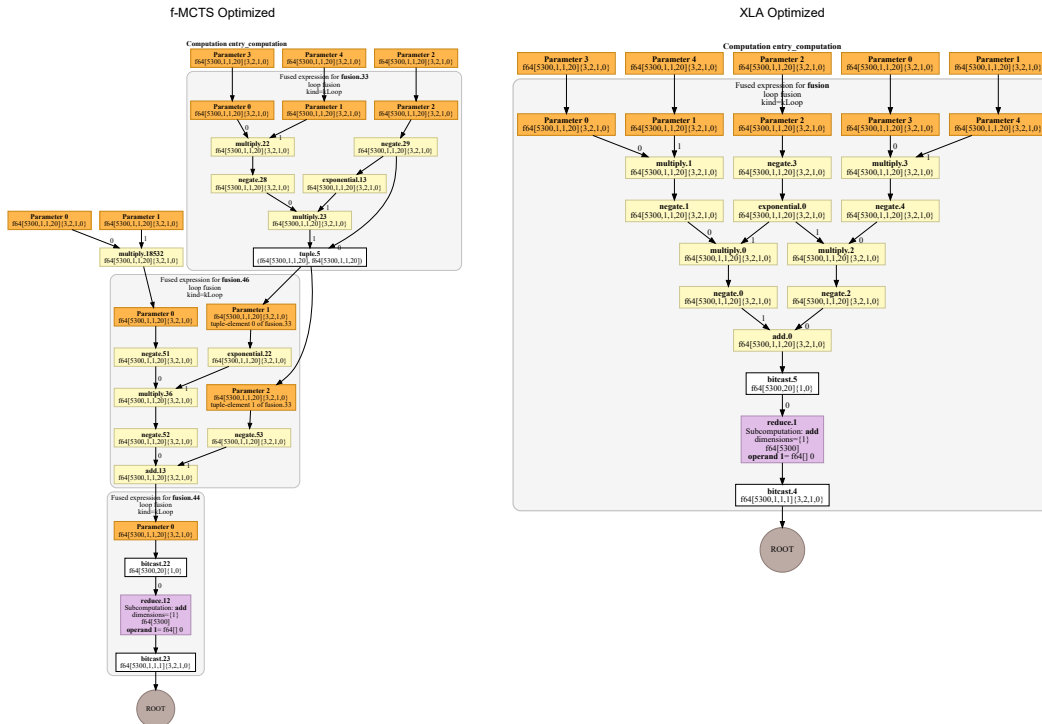 f-MCTS Optimized
Computation entry_computation
Parameter 3
f64[5300,1,1,20]{3,2,1,0}
Parameter 4
f64[5300,1,1,20]{3,2,1,0}
Parameter 2
f64[5300,1,1,20]{3,2,1,0}
Fused expression for fusion.33
loop fusion
kind=kLoop
Parameter 0
f64[5300,1,1,20]{3,2,1,0}
Parameter 1
f64[5300,1,1,20]{3,2,1,0}
Parameter 2
f64[5300,1,1,20]{3,2,1,0}
0
1
multiply.22
f64[5300,1,1,20]{3,2,1,0}
negate.29
f64[5300,1,1,20]{3,2,1,0}
negate.28
f64[5300,1,1,20]{3,2,1,0}
exponential.13
f64[5300,1,1,20]{3,2,1,0}
0
1
multiply.23
f64[5300,1,1,20]{3,2,1,0}
Parameter 0
f64[5300,1,1,20]{3,2,1,0}
Parameter 1
f64[5300,1,1,20]{3,2,1,0}
0
1
1
0
multiply.18532
f64[5300,1,1,20]{3,2,1,0}
tuple.5
(f64[5300,1,1,20], f64[5300,1,1,20])
Fused expression for fusion.46
loop fusion
kind=kLoop
Parameter 0
f64[5300,1,1,20]{3,2,1,0}
Parameter 1
f64[5300,1,1,20]{3,2,1,0}
tuple-element 0 of fusion.33
negate.51
f64[5300,1,1,20]{3,2,1,0}
exponential.22
f64[5300,1,1,20]{3,2,1,0}
0
1
multiply.36
f64[5300,1,1,20]{3,2,1,0}
Parameter 2
f64[5300,1,1,20]{3,2,1,0}
tuple-element 1 of fusion.33
negate.52
f64[5300,1,1,20]{3,2,1,0}
negate.53
f64[5300,1,1,20]{3,2,1,0}
0
1
add.13
f64[5300,1,1,20]{3,2,1,0}
Fused expression for fusion.44
loop fusion
kind=kLoop
Parameter 0
f64[5300,1,1,20]{3,2,1,0}
bitcast.22
f64[5300,20]{1,0}
0
reduce.12
Subcomputation: add
dimensions={1}
f64[5300]
operand 1= f64[] 0
bitcast.23
f64[5300,1,1,1]{3,2,1,0}
ROOT
XLA Optimized
Computation entry_computation
Parameter 3
f64[5300,1,1,20]{3,2,1,0}
Parameter 4
f64[5300,1,1,20]{3,2,1,0}
Parameter 2
f64[5300,1,1,20]{3,2,1,0}
Parameter 0
f64[5300,1,1,20]{3,2,1,0}
Parameter 1
f64[5300,1,1,20]{3,2,1,0}
Fused expression for fusion
loop fusion
kind=kLoop
Parameter 0
f64[5300,1,1,20]{3,2,1,0}
Parameter 1
f64[5300,1,1,20]{3,2,1,0}
Parameter 2
f64[5300,1,1,20]{3,2,1,0}
Parameter 3
f64[5300,1,1,20]{3,2,1,0}
Parameter 4
f64[5300,1,1,20]{3,2,1,0}
0
1
0
1
multiply.1
f64[5300,1,1,20]{3,2,1,0}
negate.3
f64[5300,1,1,20]{3,2,1,0}
multiply.3
f64[5300,1,1,20]{3,2,1,0}
negate.1
f64[5300,1,1,20]{3,2,1,0}
exponential.0
f64[5300,1,1,20]{3,2,1,0}
negate.4
f64[5300,1,1,20]{3,2,1,0}
0
1
1
0
multiply.0
f64[5300,1,1,20]{3,2,1,0}
multiply.2
f64[5300,1,1,20]{3,2,1,0}
negate.0
f64[5300,1,1,20]{3,2,1,0}
negate.2
f64[5300,1,1,20]{3,2,1,0}
1
0
add.0
f64[5300,1,1,20]{3,2,1,0}
bitcast.5
f64[5300,20]{1,0}
0
reduce.1
Subcomputation: add
dimensions={1}
f64[5300]
operand 1= f64[] 0
bitcast.4
f64[5300,1,1,1]{3,2,1,0}
ROOT